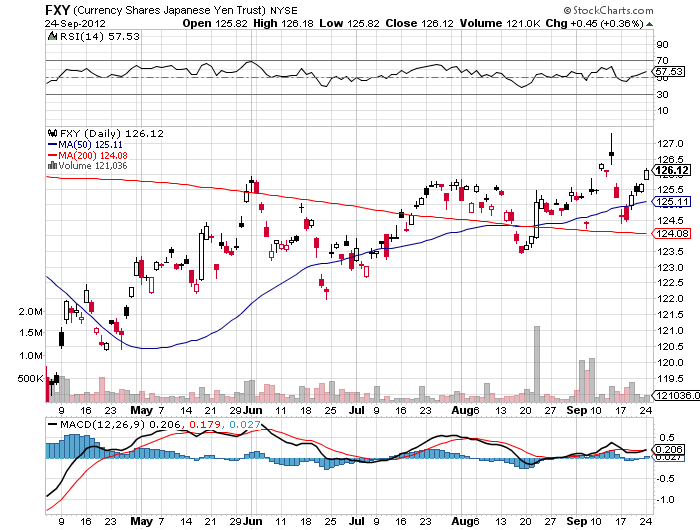 FXY (Currency Shares Japanese Yen Trust) NYSE © StockCharts.com
24-Sep-2012 Open 125.82 High 126.18 Low 125.82 Close 126.12 Volume 121.0K Chg +0.45 (+0.36%)
RSI(14) 57.53
90
70
57.53
50
30
10
FXY (Daily) 126.12
MA(50) 125.11
MA(200) 124.08
Volume 121,036
127.0
126.5
126.12
125.5
125.11
124.5
124.08
123.5
123.0
122.5
122.0
121.5
121.0
120.5
120.0
119.5
121036.0
2.0M
1.5M
1.0M
500K
9 16 23 May 7 14 21 29 Jun 11 18 25 Jul 9 16 23 Aug 6 13 20 27 Sep 10 17 24
MACD(12,26,9) 0.206, 0.179, 0.027
0.5
0.206
0.027
-0.5
-1.0
9 16 23 May 7 14 21 29 Jun 11 18 25 Jul 9 16 23 Aug 6 13 20 27 Sep 10 17 24